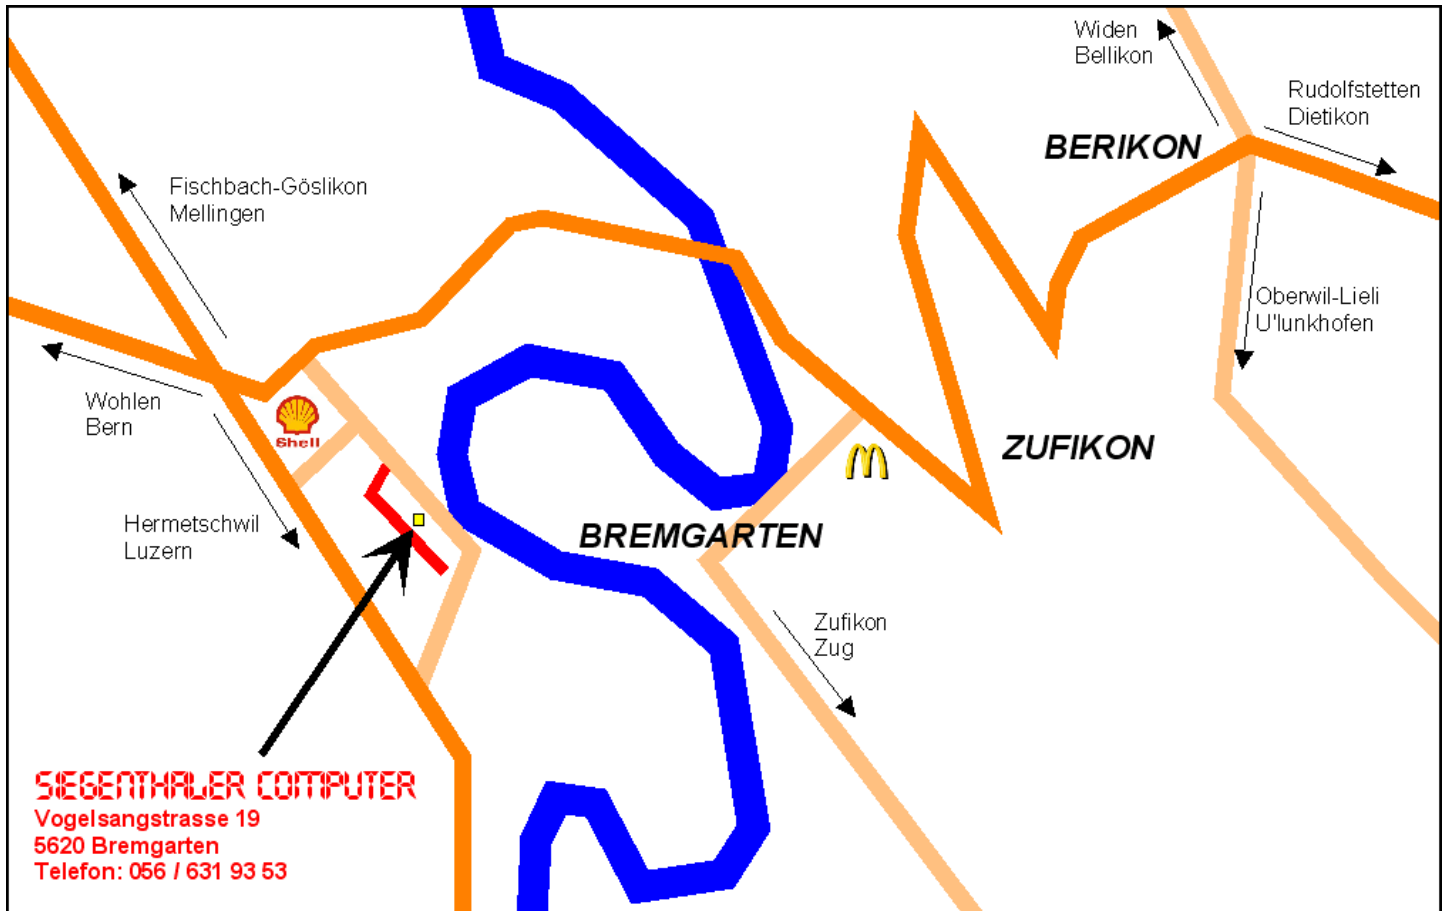 Widen
Bellikon
Rudolfstetten
Dietikon
BERIKON
Fischbach-Göslikon
Mellingen
Oberwil-Lieli
U'lunkhofen
Wohlen
Bern
Shell
ZUFIKON
Hermetschwil
Luzern
BREMGARTEN
Zufikon
Zug
SIEGENTHALER COMPUTER
Vogelsangstrasse 19
5620 Bremgarten
Telefon: 056 / 631 93 53